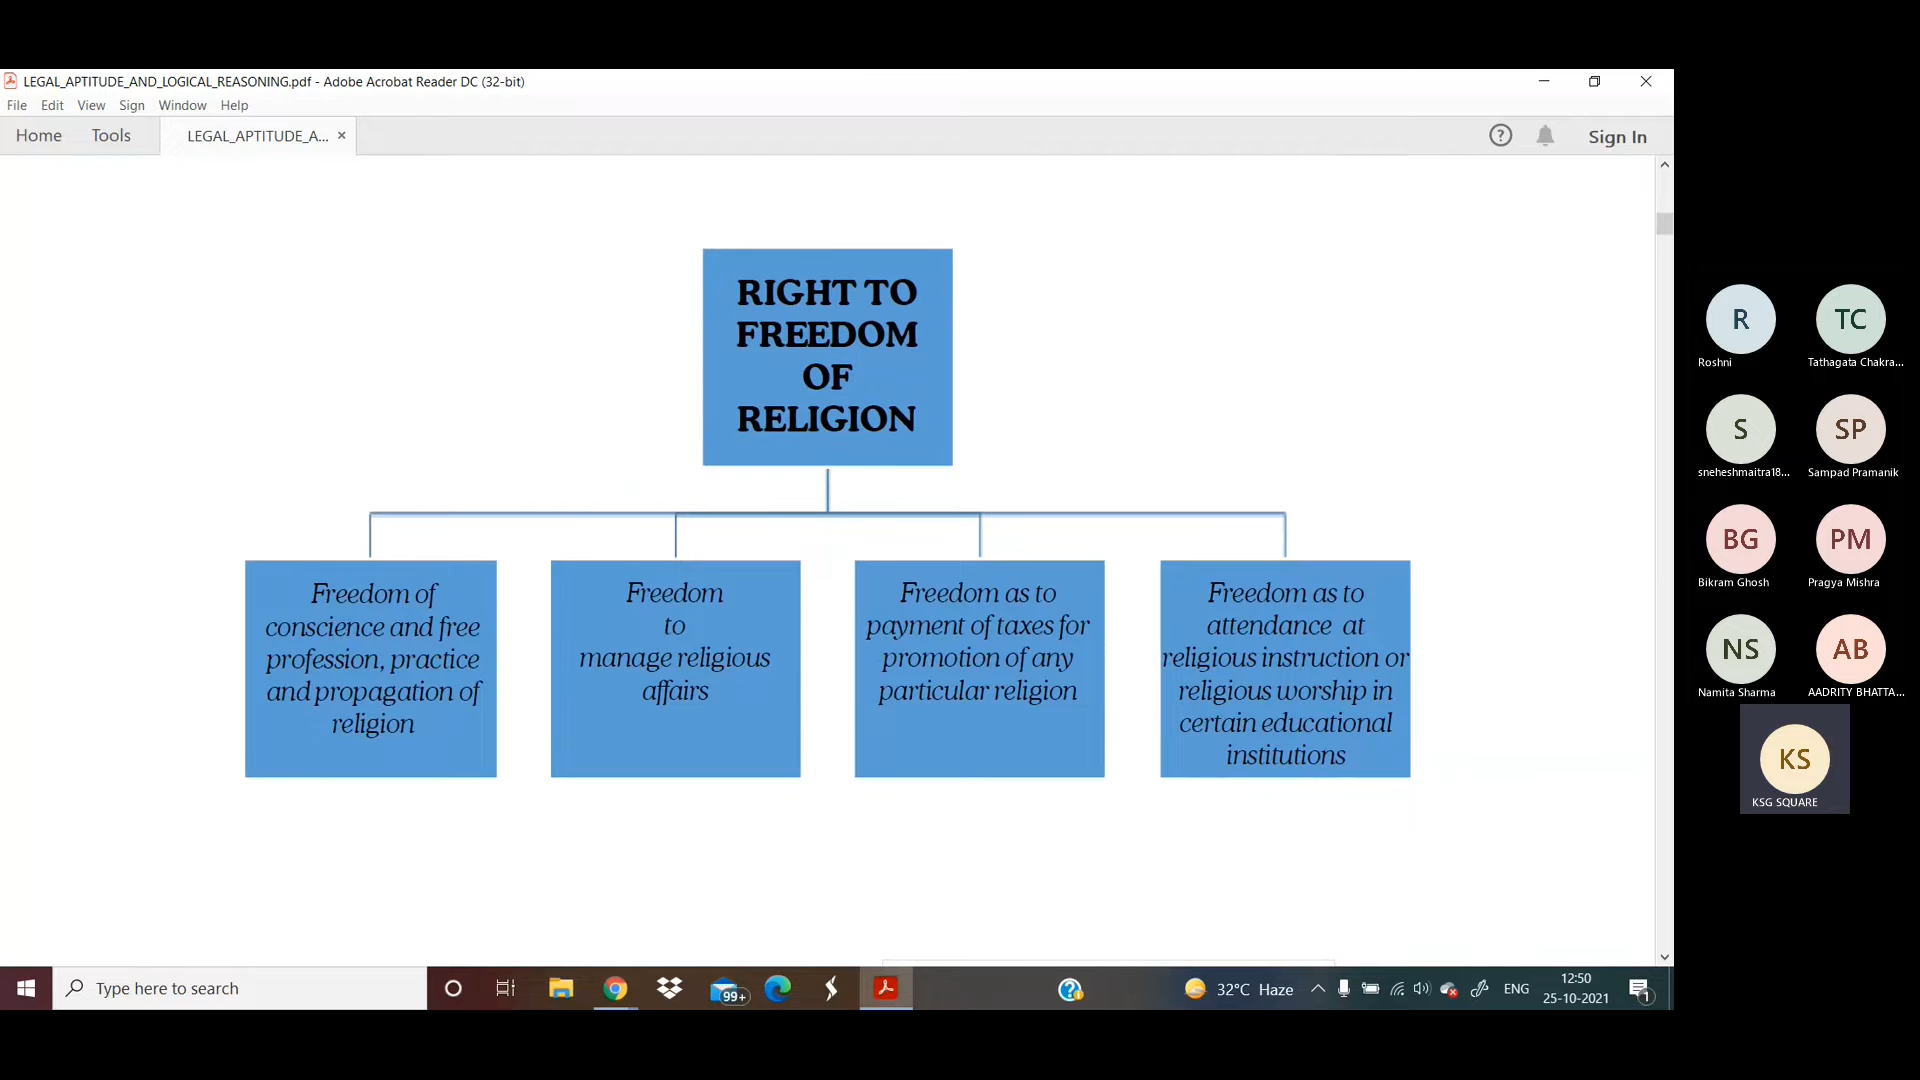 LEGAL_APTITUDE_AND_LOGICAL_REASONING.pdf - Adobe Acrobat Reader DC (32-bit)
File Edit View Sign Window Help
Home Tools LEGAL_APTITUDE_A... × ? Sign In
RIGHT TO
FREEDOM
OF
RELIGION
Freedom of
conscience and free
profession, practice
and propagation of
religion
Freedom
to
manage religious
affairs
Freedom as to
payment of taxes for
promotion of any
particular religion
Freedom as to
attendance at
religious instruction or
religious worship in
certain educational
institutions
R
Roshni
TC
Tathagata Chakra...
S
sneheshmaitra18...
SP
Sampad Pramanik
BG
Bikram Ghosh
PM
Pragya Mishra
NS
Namita Sharma
AB
AADRITY BHATTA...
KS
KSG SQUARE
Type here to search
99+
?
32°C Haze
ENG
12:50
25-10-2021
1